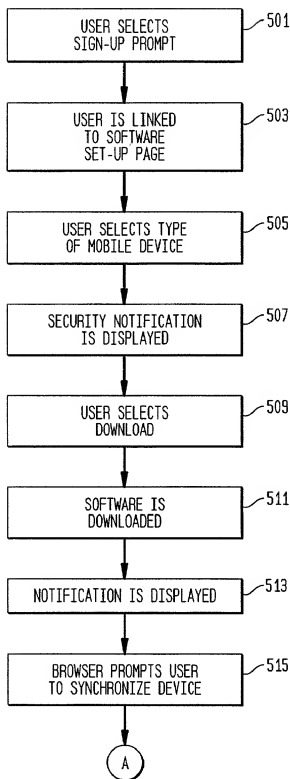 USER SELECTS
SIGN-UP PROMPT
501
USER IS LINKED
TO SOFTWARE
SET-UP PAGE
503
USER SELECTS TYPE
OF MOBILE DEVICE
505
SECURITY NOTIFICATION
IS DISPLAYED
507
USER SELECTS
DOWNLOAD
509
SOFTWARE IS
DOWNLOADED
511
NOTIFICATION IS DISPLAYED
513
BROWSER PROMPTS USER
TO SYNCHRONIZE DEVICE
515
A